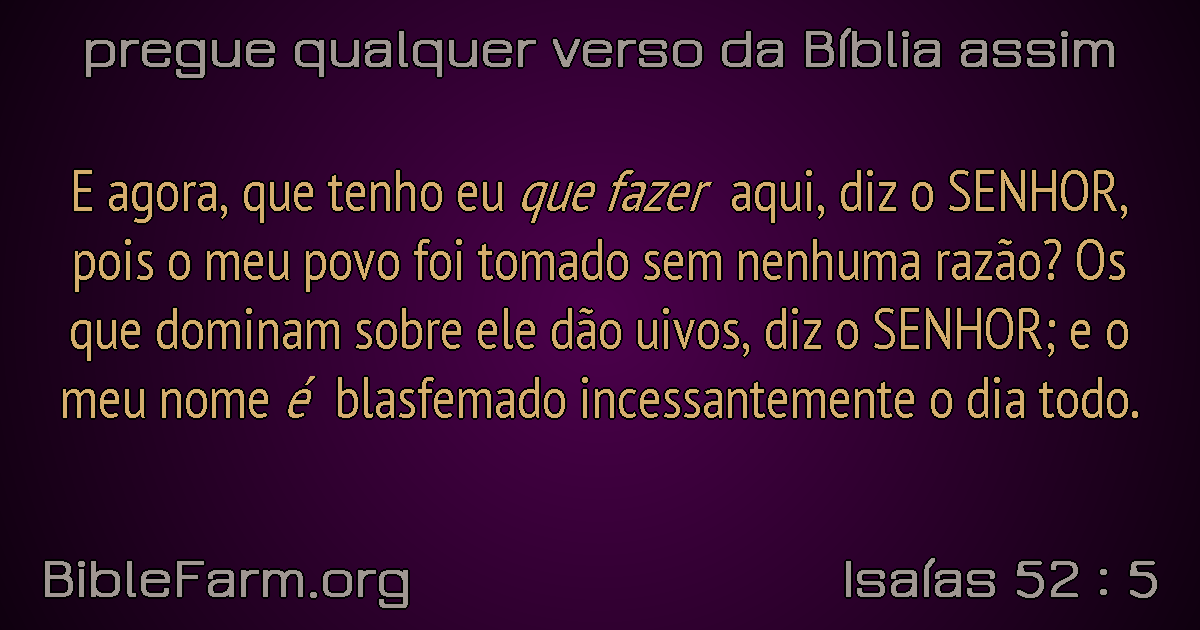 pregue qualquer verso da Bíblia assim
E agora, que tenho eu que fazer aqui, diz o SENHOR,
pois o meu povo foi tomado sem nenhuma razão? Os
que dominam sobre ele dão uivos, diz o SENHOR; e o
meu nome é blasfemado incessantemente o dia todo.
BibleFarm.org
Isaías 52 : 5